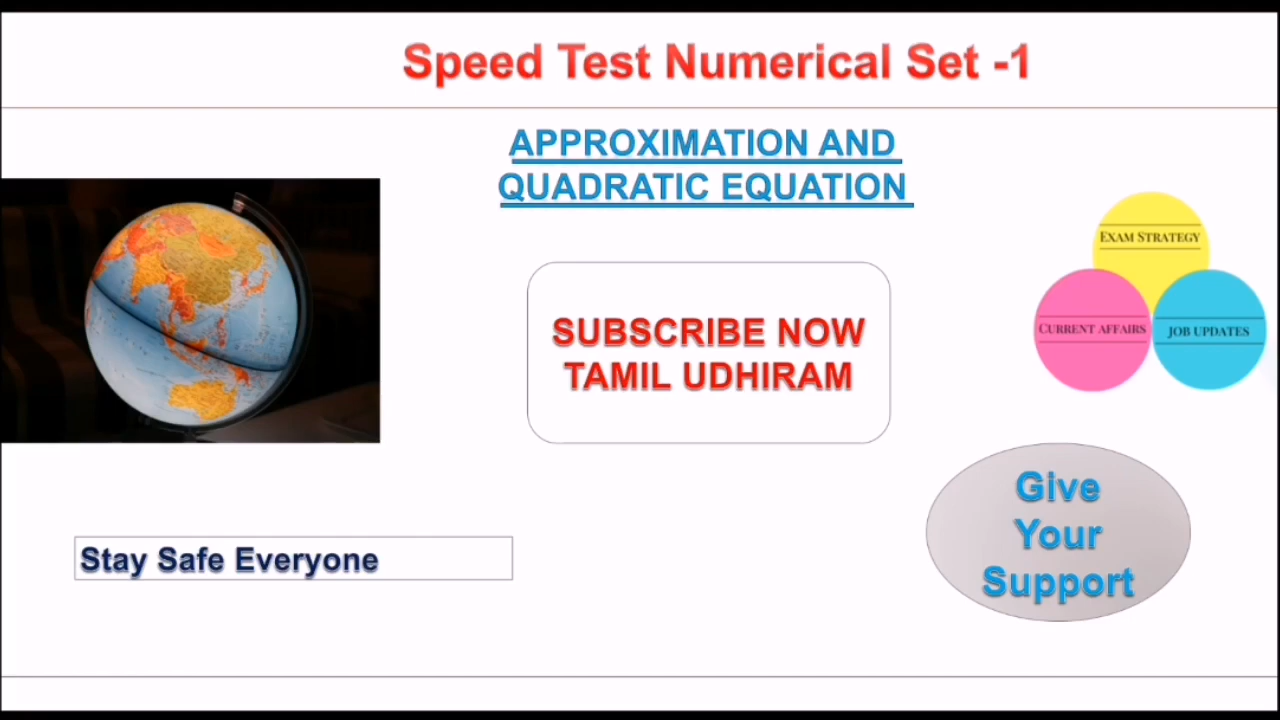 Speed Test Numerical Set -1
APPROXIMATION AND
QUADRATIC EQUATION
EXAM STRATEGY
CURRENT AFFAIRS
JOB UPDATES
SUBSCRIBE NOW
TAMIL UDHIRAM
Give
Your
Support
Stay Safe Everyone